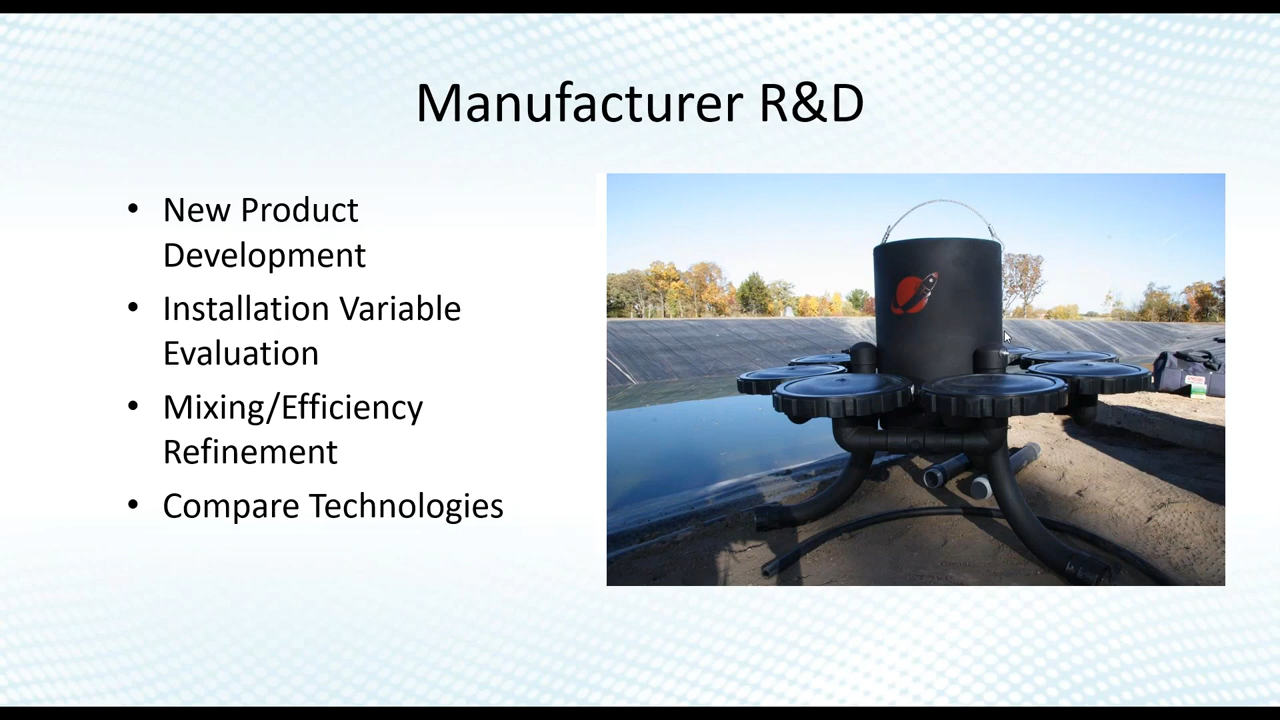 Manufacturer R&D
• New Product
Development
• Installation Variable
Evaluation
• Mixing/Efficiency
Refinement
• Compare Technologies